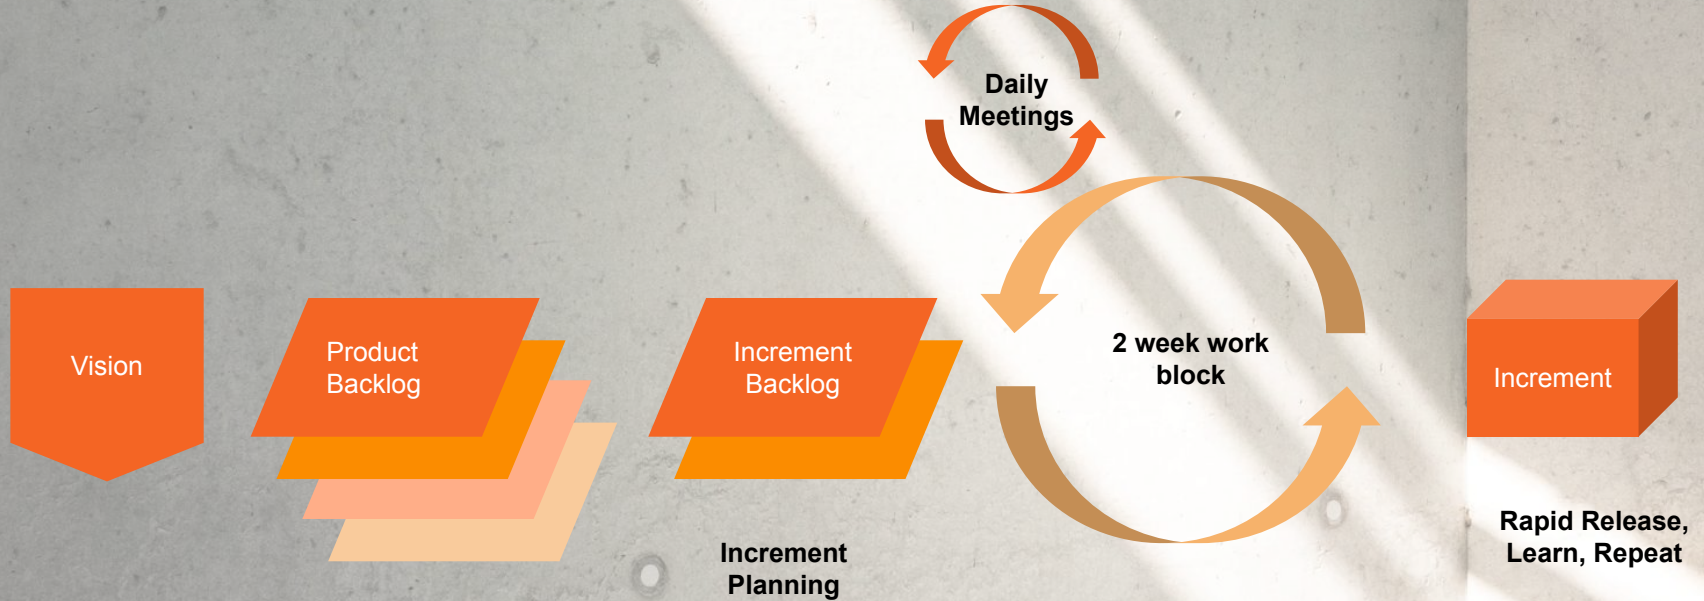 Daily
Meetings
Vision
Product
Backlog
Increment
Backlog
2 week work
block
Increment
Increment
Planning
Rapid Release,
Learn, Repeat